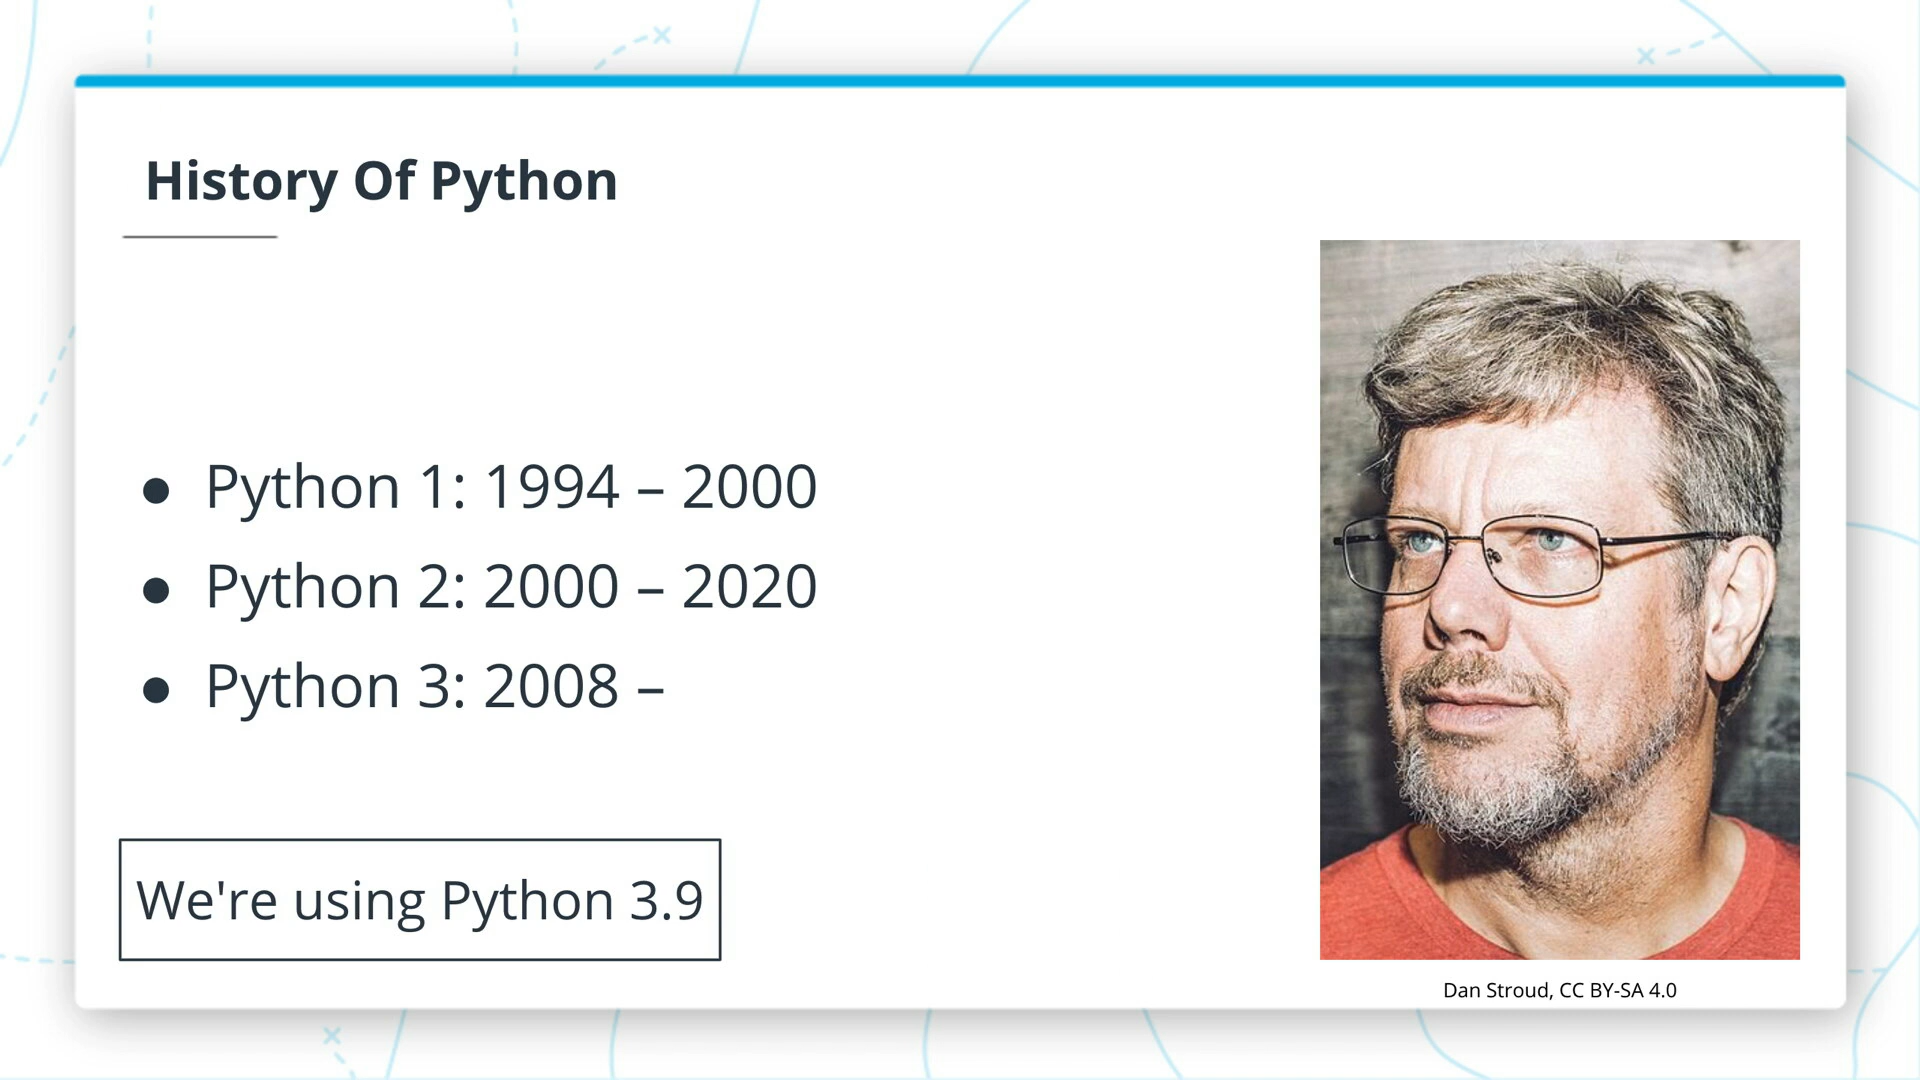 History Of Python
● Python 1: 1994 – 2000
● Python 2: 2000 – 2020
● Python 3: 2008 –
We're using Python 3.9
Dan Stroud, CC BY-SA 4.0